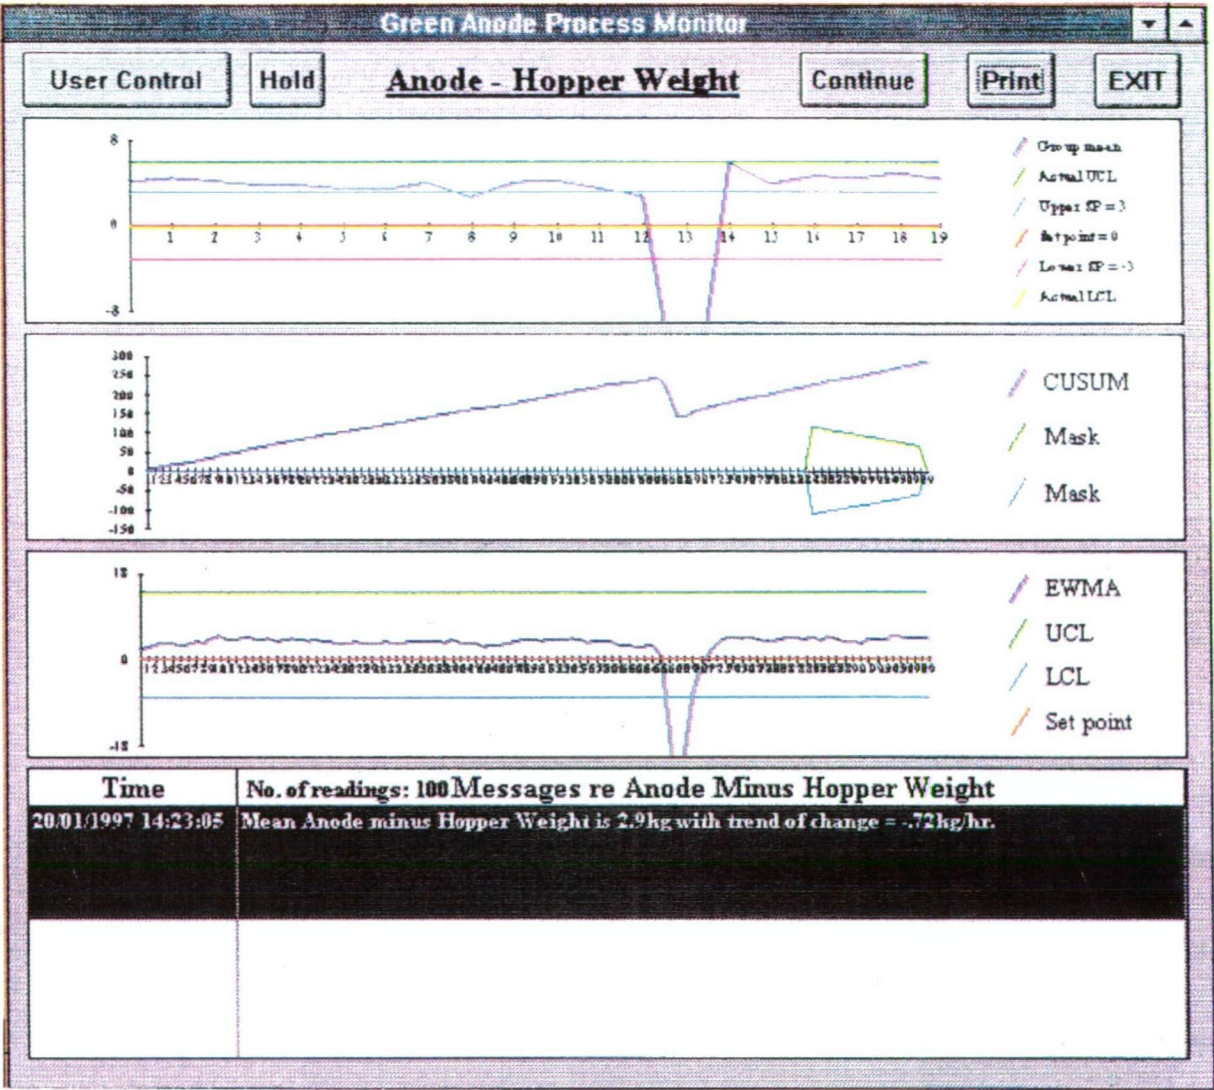 Green Anode Process Monitor
User Control Hold Anode - Hopper Weight Continue Print EXIT
8
0
-8
1 2 3 4 5 6 7 8 9 10 11 12 13 14 15 16 17 18 19
Group mean
Actual UCL
Upper SP = 3
Set point = 0
Lower SP = -3
Actual LCL
300
250
200
150
100
50
0
-50
-100
-150
CUSUM
Mask
Mask
18
0
-18
EWMA
UCL
LCL
Set point
Time No. of readings: 100 Messages re Anode Minus Hopper Weight
20/01/1997 14:23:05 Mean Anode minus Hopper Weight is 2.9kg with trend of change = -.72kg/hr.